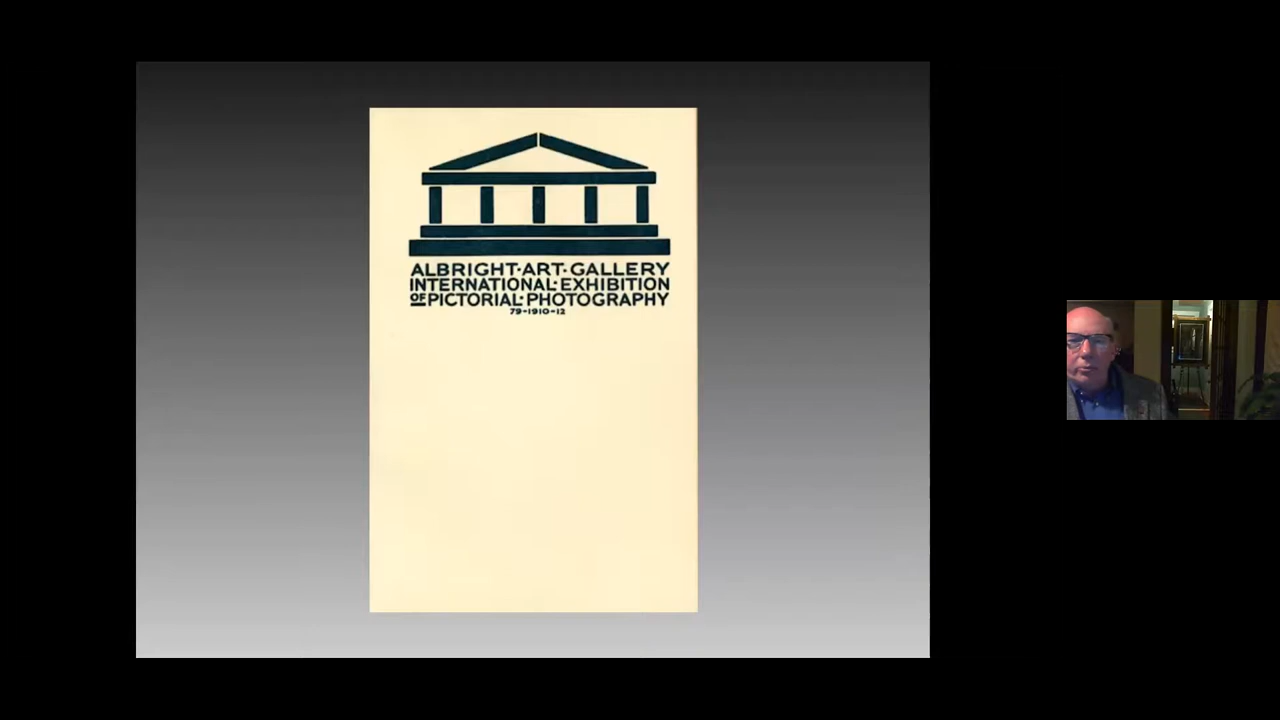 ALBRIGHT·ART·GALLERY
INTERNATIONAL·EXHIBITION
OF PICTORIAL·PHOTOGRAPHY
79-1910-12